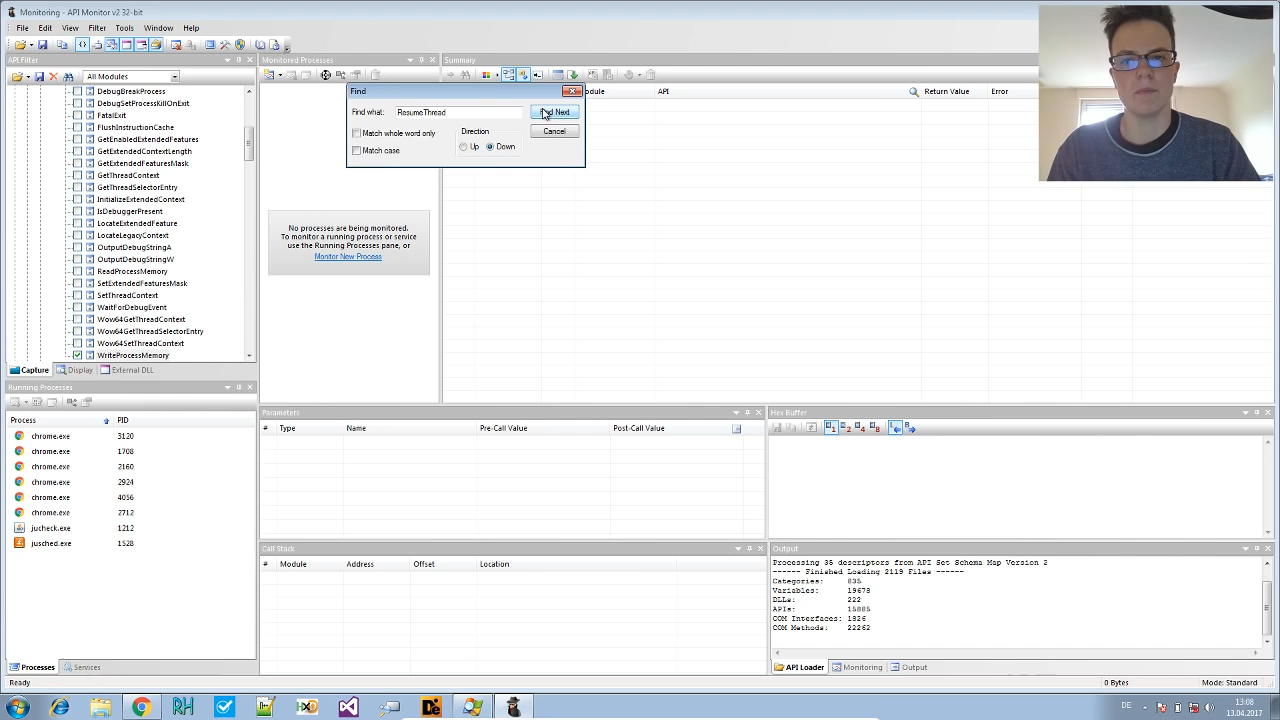 Monitoring - API Monitor v2 32-bit
File Edit View Filter Tools Window Help
API Filter
All Modules
DebugBreakProcess
DebugSetProcessKillOnExit
FatalExit
FlushInstructionCache
GetEnabledExtendedFeatures
GetExtendedContextLength
GetExtendedFeaturesMask
GetThreadContext
GetThreadSelectorEntry
InitializeExtendedContext
IsDebuggerPresent
LocateExtendedFeature
LocateLegacyContext
OutputDebugStringA
OutputDebugStringW
ReadProcessMemory
SetExtendedFeaturesMask
SetThreadContext
WaitForDebugEvent
Wow64GetThreadContext
Wow64GetThreadSelectorEntry
Wow64SetThreadContext
WriteProcessMemory
Capture Display External DLL
Monitored Processes
No processes are being monitored.
To monitor a running process or service
use the Running Processes pane, or
Monitor New Process
Summary
API Return Value Error
Find
ResumeThread
Next
Match whole word only
Match case
Direction
Up Down
Cancel
Running Processes
Process PID
chrome.exe 3120
chrome.exe 1708
chrome.exe 2160
chrome.exe 2924
chrome.exe 4056
chrome.exe 2712
jucheck.exe 1212
jusched.exe 1528
Processes Services
Parameters
# Type Name Pre-Call Value Post-Call Value
Hex Buffer
Call Stack
# Module Address Offset Location
Output
Processing 35 descriptors from API Set Schema Map Version 2
------ Finished Loading 2119 Files ------
Categories: 835
Variables: 19678
DLLs: 222
APIs: 15885
COM Interfaces: 1826
COM Methods: 22262
API Loader Monitoring Output
Ready
0 Bytes Mode: Standard
DE
13:08
13.04.2017